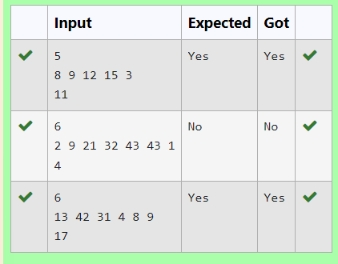 Input Expected Got
5 Yes Yes
8 9 12 15 3
11
6 No No
2 9 21 32 43 43 1
4
6 Yes Yes
13 42 31 4 8 9
17